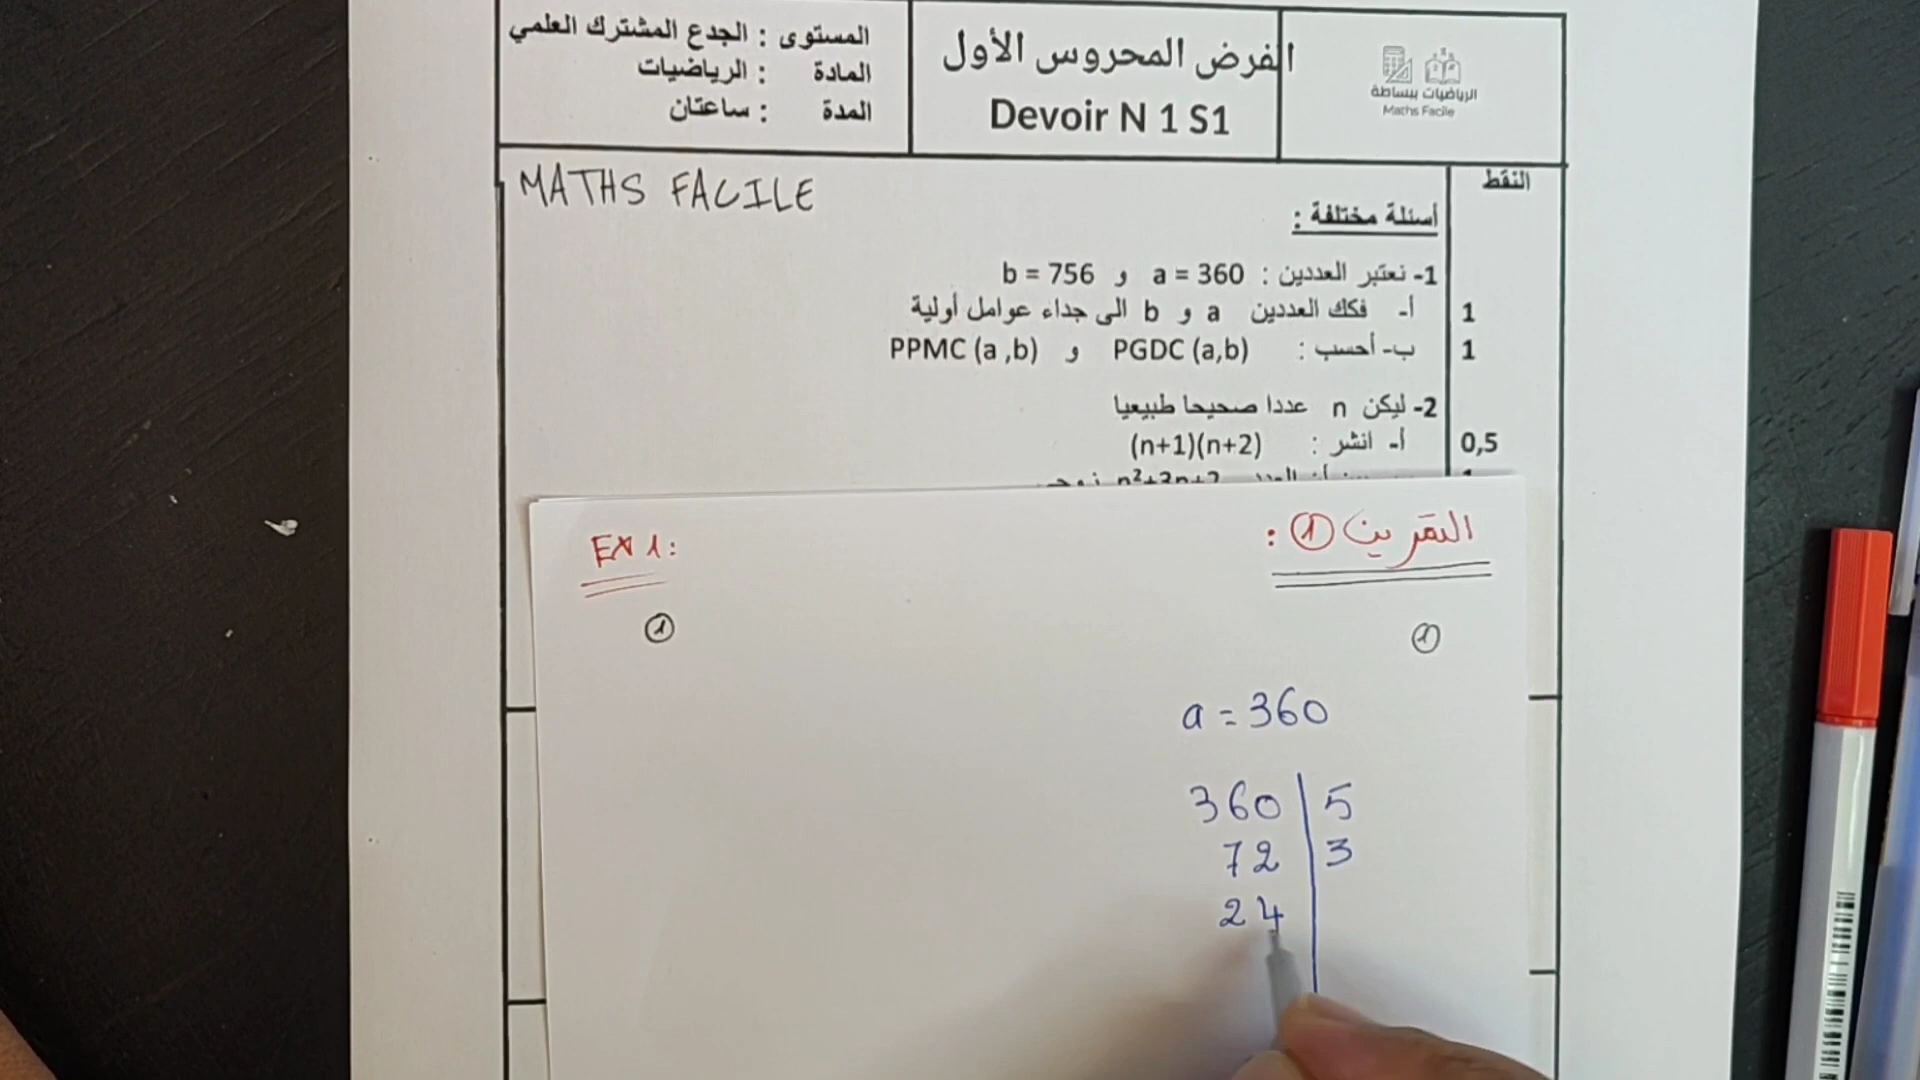 المستوى : الجدع المشترك العلمي
المادة : الرياضيات
المدة : ساعتان
الفرض المحروس الأول
Devoir N 1 S1
الرياضيات ببساطة
Maths Facile
MATHS FACILE
النقط
أسئلة مختلفة :
1- نعتبر العددين : a = 360 و b = 756
أ- فكك العددين a و b الى جداء عوامل أولية 1
ب- أحسب : PGDC (a,b) و PPMC (a ,b) 1
2- ليكن n عددا صحيحا طبيعيا
أ- انشر : (n+1)(n+2) 0,5
n²+3n+2
التمرين 1 :
EX 1 :
1
1
a = 360
360 | 5
72 | 3
24